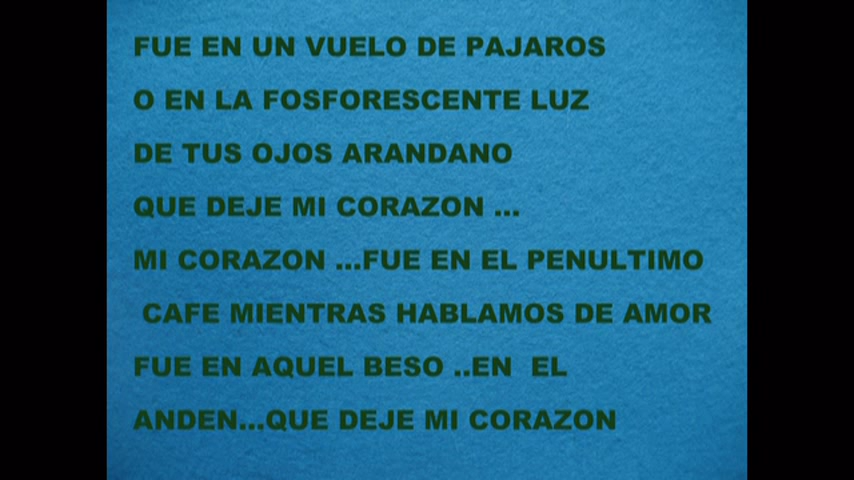 FUE EN UN VUELO DE PAJAROS
O EN LA FOSFORESCENTE LUZ
DE TUS OJOS ARANDANO
QUE DEJE MI CORAZON ...
MI CORAZON ...FUE EN EL PENULTIMO
CAFE MIENTRAS HABLAMOS DE AMOR
FUE EN AQUEL BESO ..EN EL
ANDEN...QUE DEJE MI CORAZON